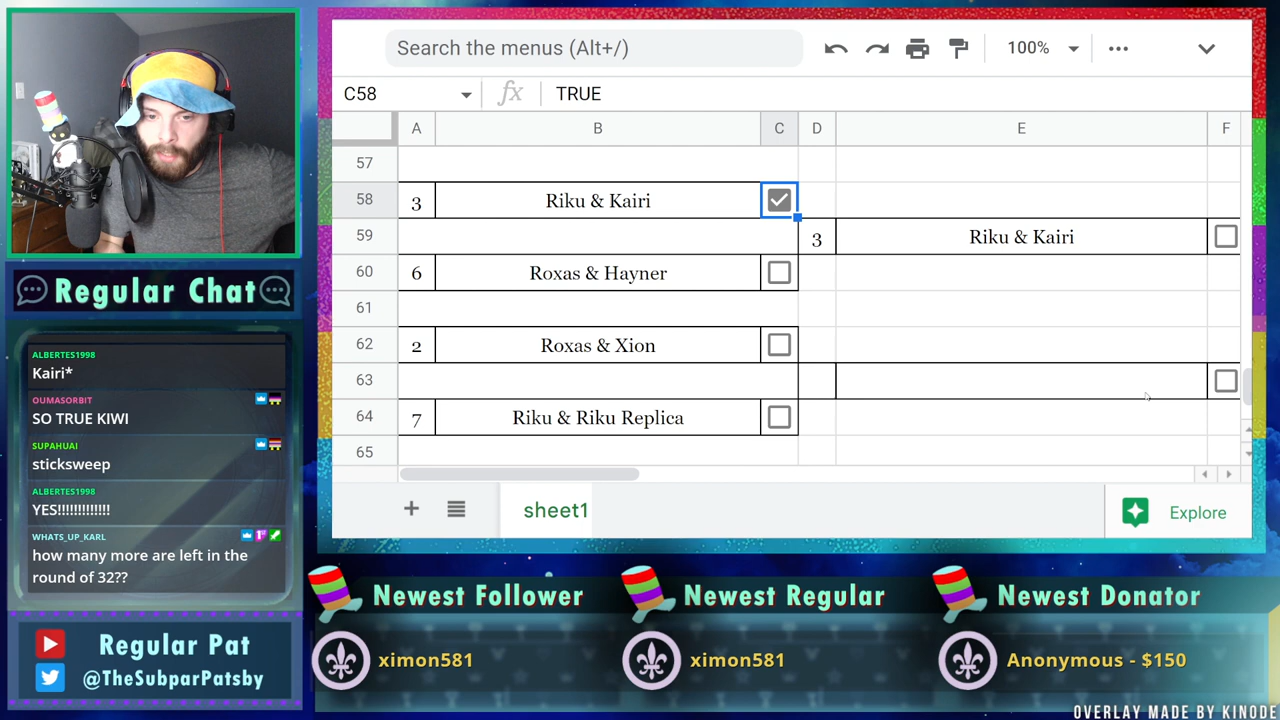 Search the menus (Alt+/)
100%
C58
fx
TRUE
A B C D E F
57
58 3 Riku & Kairi
59 3 Riku & Kairi
60 6 Roxas & Hayner
61
62 2 Roxas & Xion
63
64 7 Riku & Riku Replica
65
sheet1
Explore
Regular Chat
ALBERTES1998
Kairi*
OUMASORBIT
SO TRUE KIWI
SUPAHUAI
sticksweep
ALBERTES1998
YES!!!!!!!!!!!!!
WHATS_UP_KARL
how many more are left in the
round of 32??
Regular Pat
@TheSubparPatsby
Newest Follower
ximon581
Newest Regular
ximon581
Newest Donator
Anonymous - $150
OVERLAY MADE BY KINODE